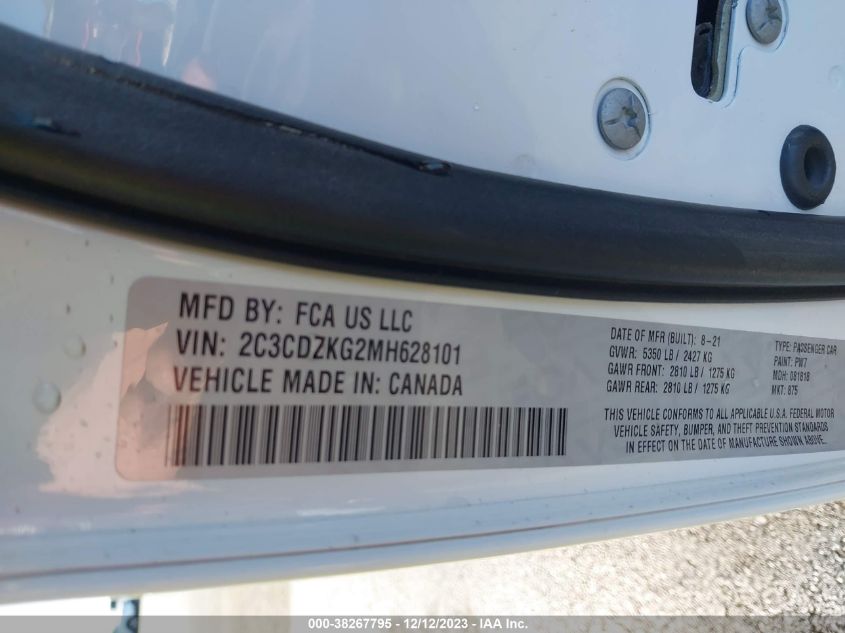 MFD BY: FCA US LLC
VIN: 2C3CDZKG2MH628101
VEHICLE MADE IN: CANADA
DATE OF MFR (BUILT): 8-21
GVWR: 5350 LB / 2427 KG
GAWR FRONT: 2810 LB / 1275 KG
GAWR REAR: 2810 LB / 1275 KG
TYPE: PASSENGER CAR
PAINT: PW7
MDH: 081818
MKT: 875
THIS VEHICLE CONFORMS TO ALL APPLICABLE U.S.A. FEDERAL MOTOR
VEHICLE SAFETY, BUMPER, AND THEFT PREVENTION STANDARDS
IN EFFECT ON THE DATE OF MANUFACTURE SHOWN ABOVE.
000-38267795 - 12/12/2023 - IAA Inc.